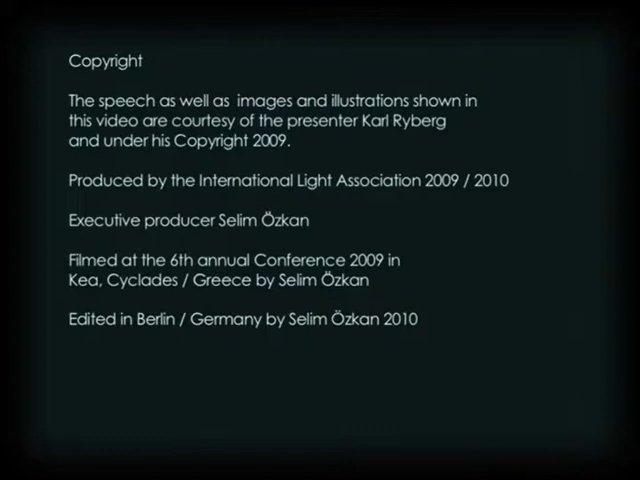 Copyright
The speech as well as images and illustrations shown in
this video are courtesy of the presenter Karl Ryberg
and under his Copyright 2009.
Produced by the International Light Association 2009 / 2010
Executive producer Selim Özkan
Filmed at the 6th annual Conference 2009 in
Kea, Cyclades / Greece by Selim Özkan
Edited in Berlin / Germany by Selim Özkan 2010